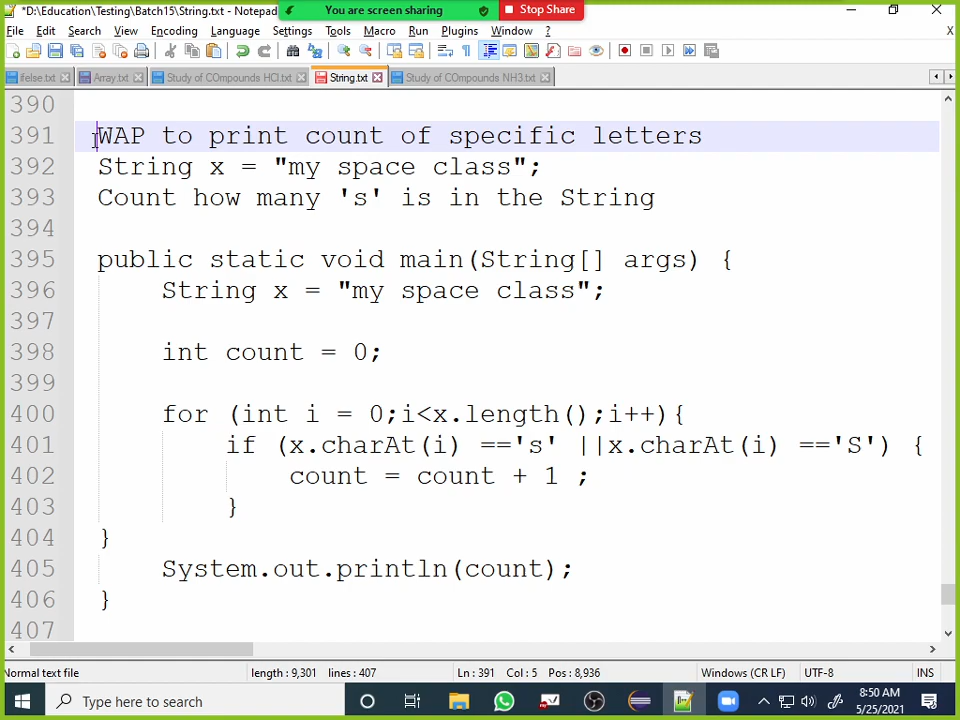 *D:\Education\Testing\Batch15\String.txt - Notepad
You are screen sharing
Stop Share
File Edit Search View Encoding Language Settings Tools Macro Run Plugins Window ? X
ifelse.txt Array.txt Study of COmpounds HCl.txt String.txt Study of COmpounds NH3.txt
390
391 WAP to print count of specific letters
392 String x = "my space class";
393 Count how many 's' is in the String
394
395 public static void main(String[] args) {
396 String x = "my space class";
397
398 int count = 0;
399
400 for (int i = 0;i<x.length();i++){
401 if (x.charAt(i) =='s' ||x.charAt(i) =='S') {
402 count = count + 1 ;
403 }
404 }
405 System.out.println(count);
406 }
407
Normal text file length : 9,301 lines : 407 Ln : 391 Col : 5 Pos : 8,936 Windows (CR LF) UTF-8 INS
Type here to search
8:50 AM
5/25/2021